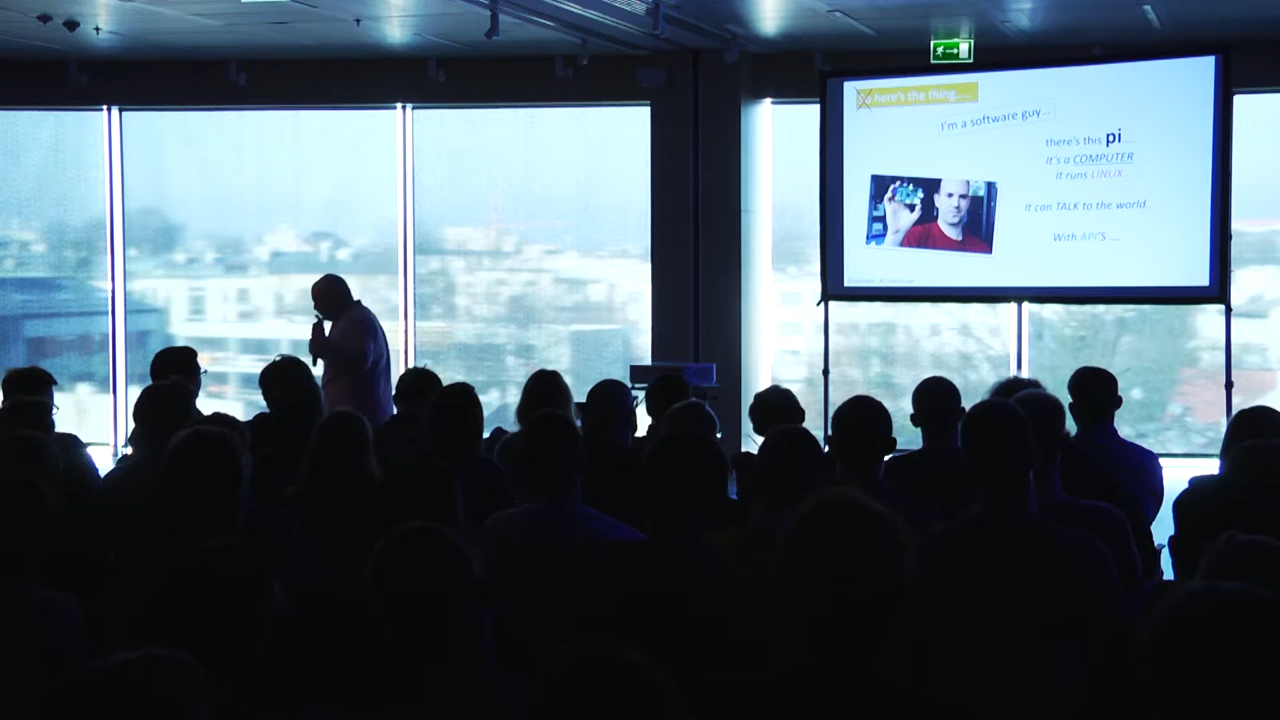 So here's the thing.....
I'm a software guy...
there's this pi....
It's a COMPUTER
It runs LINUX
It can TALK to the world..
With API'S ....